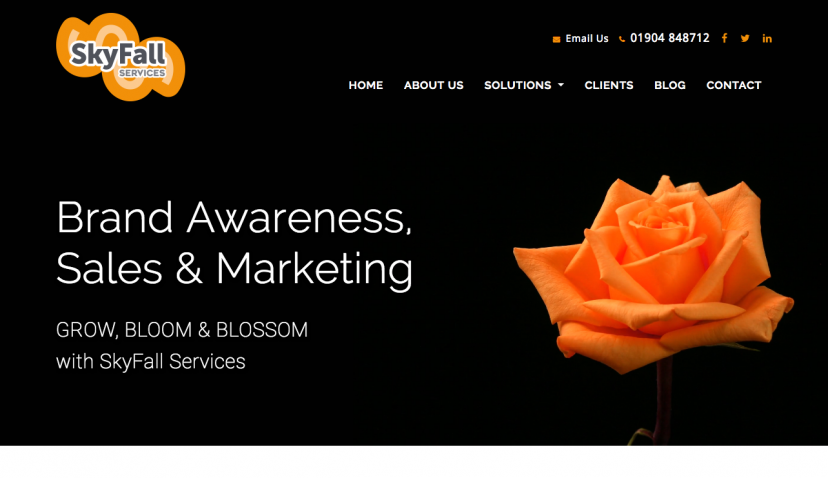 SkyFall
SERVICES
Email Us 01904 848712
HOME ABOUT US SOLUTIONS CLIENTS BLOG CONTACT
Brand Awareness,
Sales & Marketing
GROW, BLOOM & BLOSSOM
with SkyFall Services